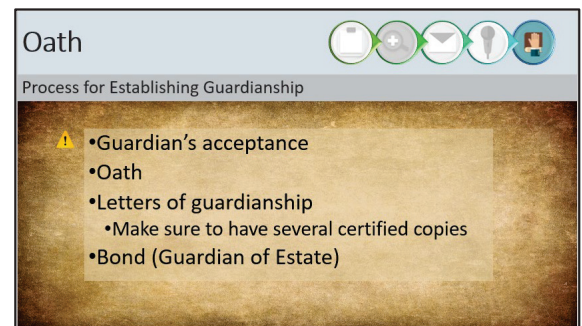 Oath
Process for Establishing Guardianship
•Guardian's acceptance
•Oath
•Letters of guardianship
•Make sure to have several certified copies
•Bond (Guardian of Estate)